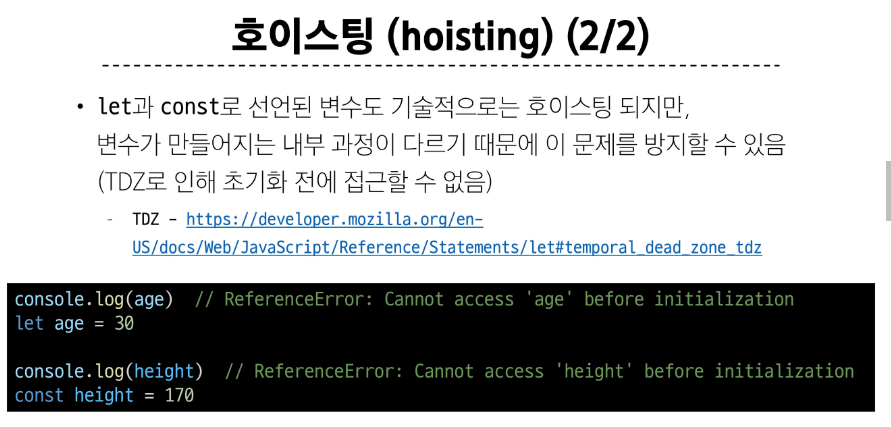 호이스팅 (hoisting) (2/2)
• let과 const로 선언된 변수도 기술적으로는 호이스팅 되지만,
변수가 만들어지는 내부 과정이 다르기 때문에 이 문제를 방지할 수 있음
(TDZ로 인해 초기화 전에 접근할 수 없음)
- TDZ – https://developer.mozilla.org/en-
US/docs/Web/JavaScript/Reference/Statements/let#temporal_dead_zone_tdz
console.log(age)  // ReferenceError: Cannot access 'age' before initialization
let age = 30
console.log(height)  // ReferenceError: Cannot access 'height' before initialization
const height = 170